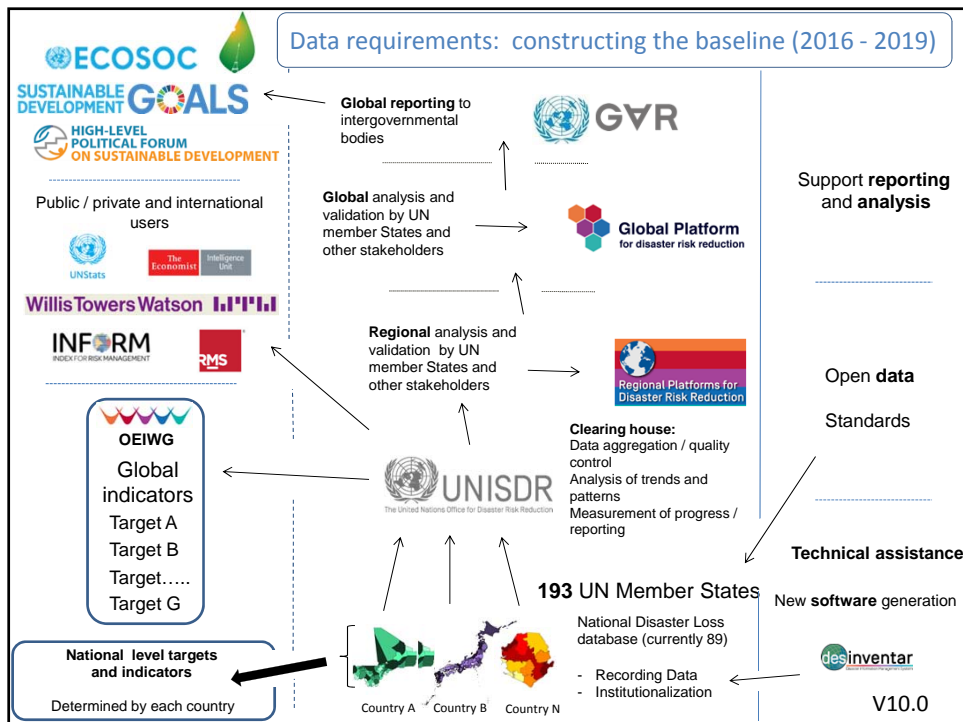 Data requirements: constructing the baseline (2016 - 2019)
ECOSOC
SUSTAINABLE
DEVELOPMENT
GOALS
HIGH-LEVEL
POLITICAL FORUM
ON SUSTAINABLE DEVELOPMENT
Public / private and international
users
UNStats
The
Economist
Intelligence
Unit
WillisTowersWatson
INFORM
INDEX FOR RISK MANAGEMENT
RMS
OEIWG
Global
indicators
Target A
Target B
Target…..
Target G
National level targets
and indicators
Determined by each country
Global reporting to
intergovernmental
bodies
GAR
Global analysis and
validation by UN
member States and
other stakeholders
Global Platform
for disaster risk reduction
Regional analysis and
validation by UN
member States and
other stakeholders
Regional Platforms for
Disaster Risk Reduction
Clearing house:
Data aggregation / quality
control
Analysis of trends and
patterns
Measurement of progress /
reporting
UNISDR
The United Nations Office for Disaster Risk Reduction
193 UN Member States
National Disaster Loss
database (currently 89)
- Recording Data
- Institutionalization
Country A
Country B
Country N
Support reporting
and analysis
Open data
Standards
Technical assistance
New software generation
desinventar
V10.0